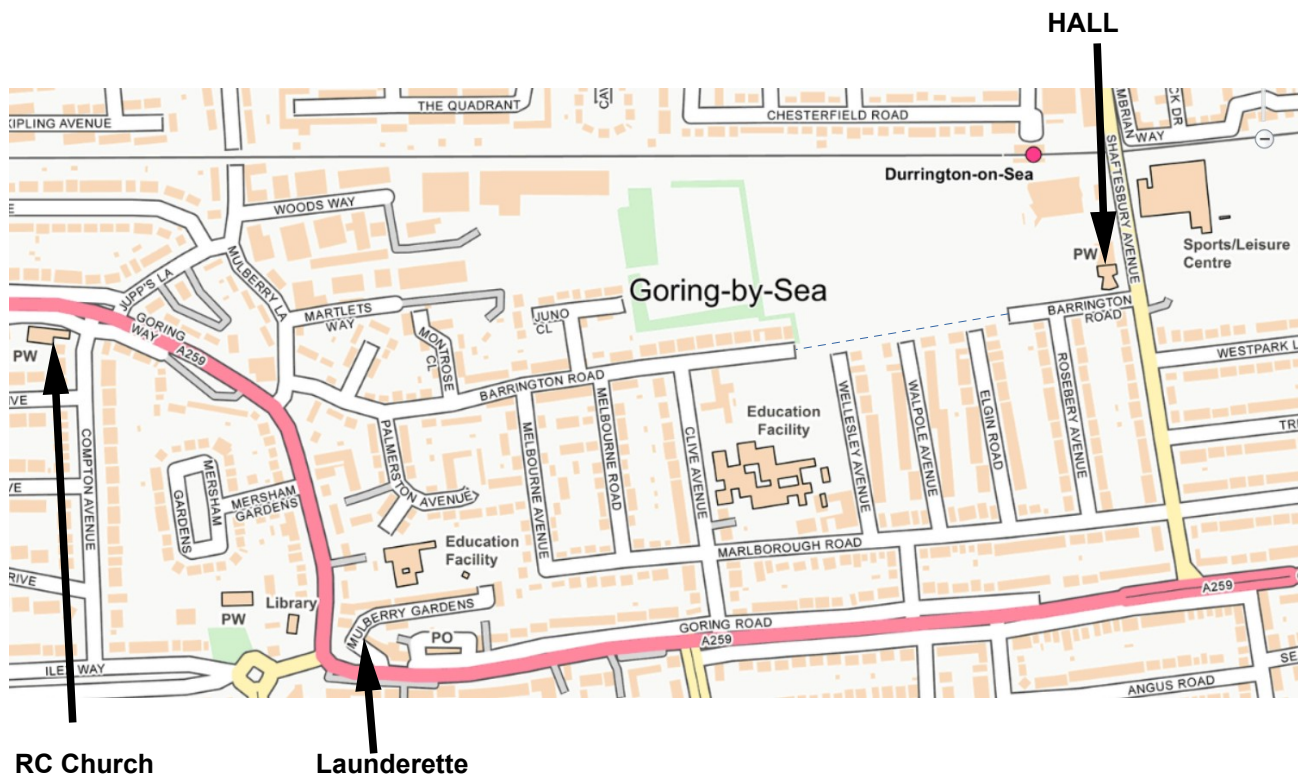 HALL
THE QUADRANT
KIPLING AVENUE
CHESTERFIELD ROAD
WAY
SHAFTESBURY AVENUE
Durrington-on-Sea
WOODS WAY
MULBERRY LA
JUPP'S LA
PW
Sports/Leisure
Centre
Goring-by-Sea
MARTLETS
WAY
JUNO
CL
BARRINGTON
ROAD
GORING
WAY
A259
MONTROSE
CL
PW
BARRINGTON ROAD
MELBOURNE ROAD
MELBOURNE AVENUE
CLIVE AVENUE
Education
Facility
WELLESLEY AVENUE
WALPOLE AVENUE
ELGIN ROAD
ROSEBERY AVENUE
COMPTON AVENUE
PALMERSTON AVENUE
MERSHAM
GARDENS
MERSHAM
GARDENS
Education
Facility
MARLBOROUGH ROAD
PW
Library
MULBERRY GARDENS
PO
GORING ROAD
A259
A259
ILEX WAY
ANGUS ROAD
RC Church
Launderette